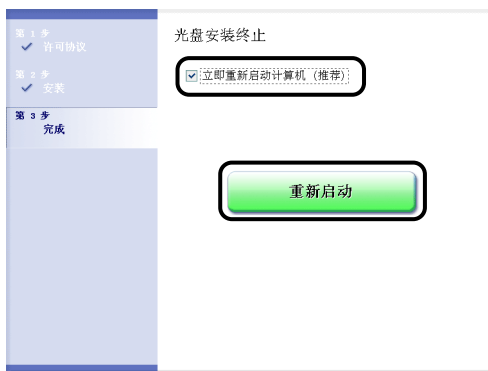 第 1 步
许可协议
第 2 步
安装
第 3 步
完成
光盘安装终止
立即重新启动计算机（推荐）
重新启动